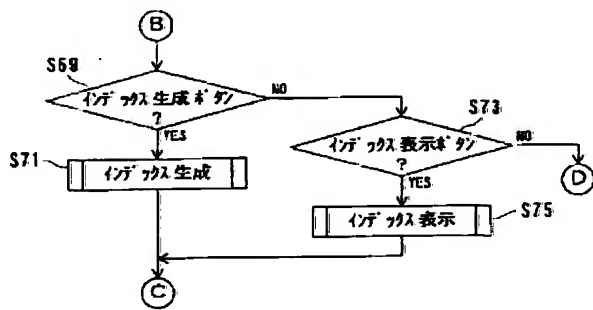 B
S69
インデックス生成ボタン
?
NO
YES
S73
インデックス表示ボタン
?
NO
YES
D
S71
インデックス生成
インデックス表示
S75
C